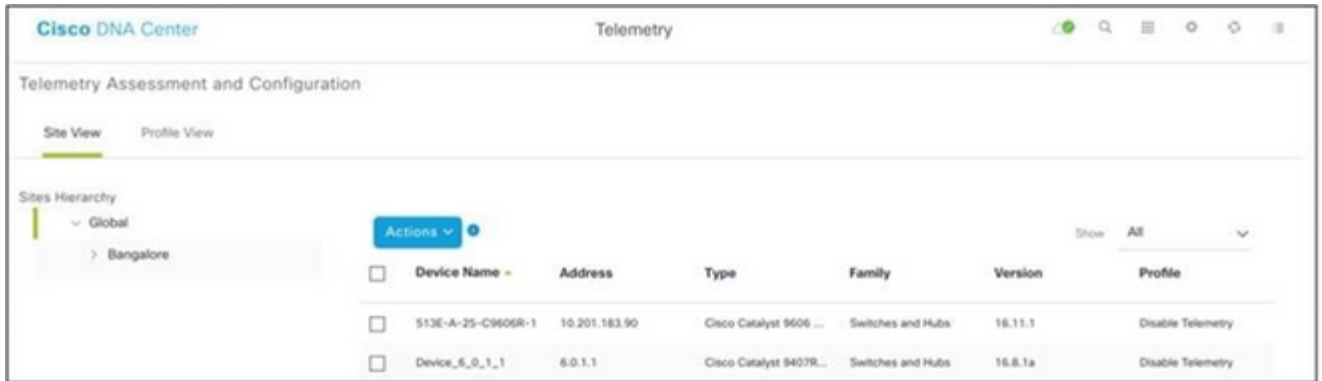 Cisco DNA Center Telemetry
Telemetry Assessment and Configuration
Site View Profile View
Sites Hierarchy
Global
Bangalore
Actions Show All
Device Name Address Type Family Version Profile
513E-A-25-C9606R-1 10.201.183.90 Cisco Catalyst 9606 ... Switches and Hubs 16.11.1 Disable Telemetry
Device_6_0_1_1 6.0.1.1 Cisco Catalyst 9407R... Switches and Hubs 16.8.1a Disable Telemetry